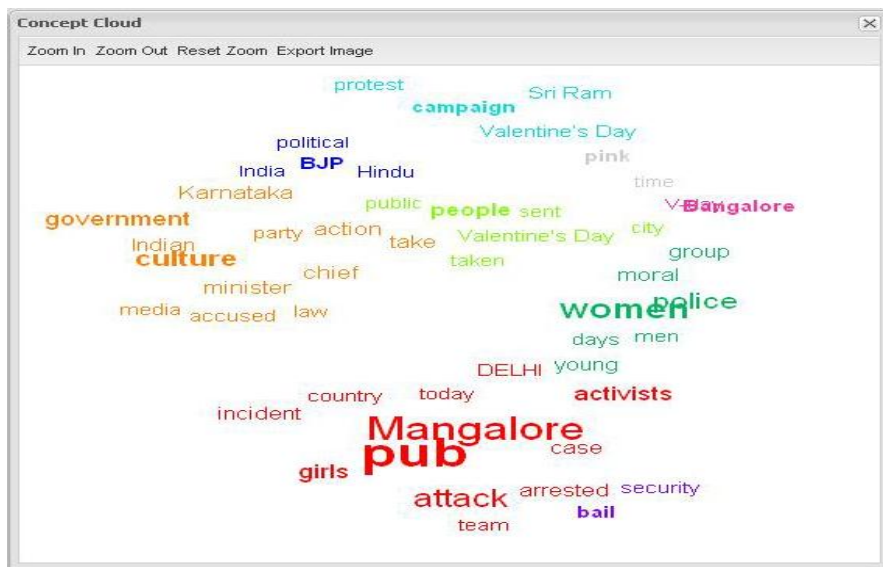 Concept Cloud
Zoom In Zoom Out Reset Zoom Export Image
protest
Sri Ram
campaign
Valentine's Day
political
pink
BJP
India
Hindu
time
Karnataka
public
people
sent
V-day
Bangalore
government
party
action
take
Valentine's Day
city
Indian
culture
taken
group
chief
moral
minister
women
police
media
accused
law
days
men
DELHI
young
country
today
activists
incident
Mangalore
pub
case
girls
attack
arrested
security
bail
team